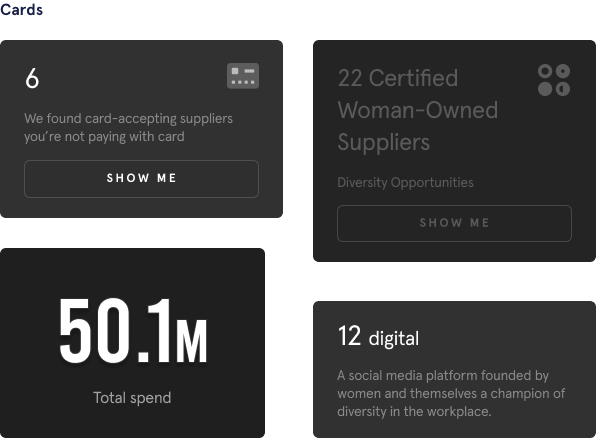 Cards
6
We found card-accepting suppliers
you’re not paying with card
SHOW ME
22 Certified
Woman-Owned
Suppliers
Diversity Opportunities
SHOW ME
50.1M
Total spend
12 digital
A social media platform founded by
women and themselves a champion of
diversity in the workplace.